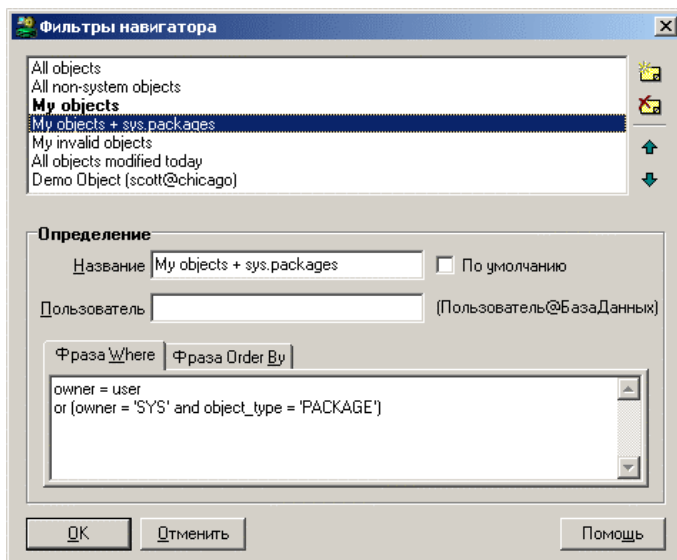 Фильтры навигатора
All objects
All non-system objects
My objects
My objects + sys.packages
My invalid objects
All objects modified today
Demo Object (scott@chicago)
Определение
Название My objects + sys.packages По умолчанию
Пользователь (Пользователь@БазаДанных)
Фраза Where Фраза Order By
owner = user
or (owner = 'SYS' and object_type = 'PACKAGE')
OK Отменить Помощь